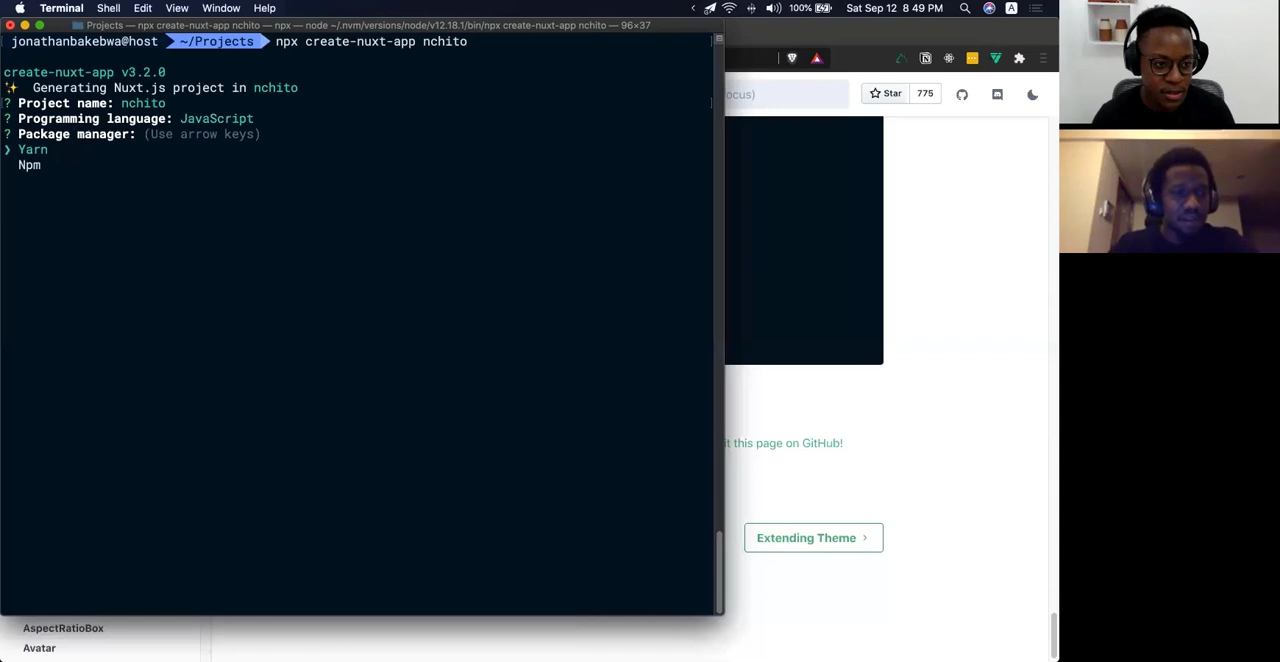 Terminal Shell Edit View Window Help 100% Sat Sep 12 8:49 PM A
Projects — npx create-nuxt-app nchito — npx — node ~/.nvm/versions/node/v12.18.1/bin/npx create-nuxt-app nchito — 96×37
jonathanbakebwa@host ~/Projects npx create-nuxt-app nchito
create-nuxt-app v3.2.0
✨ Generating Nuxt.js project in nchito
? Project name: nchito
? Programming language: JavaScript
? Package manager: (Use arrow keys)
❯ Yarn
Npm
ocus)
Star 775
it this page on GitHub!
Extending Theme ›
AspectRatioBox
Avatar